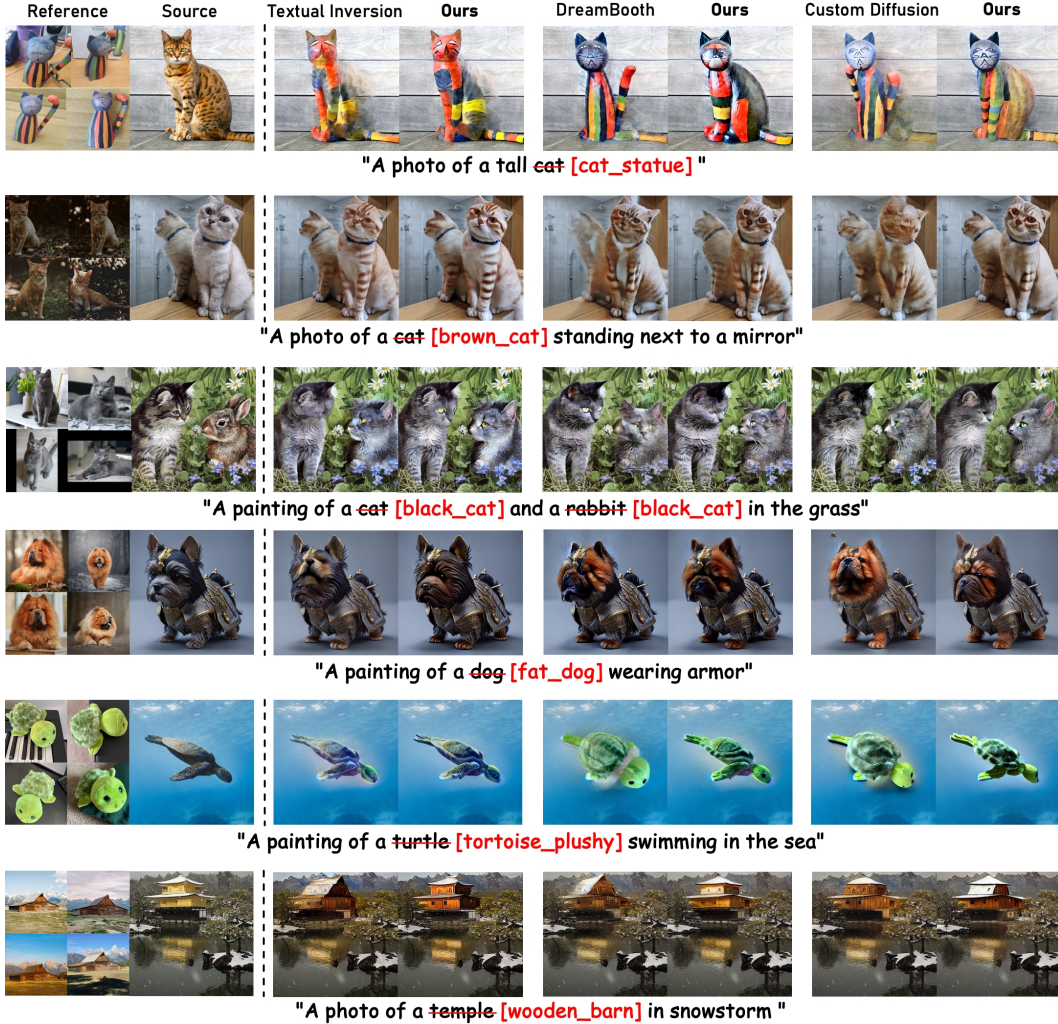 Reference Source Textual Inversion Ours DreamBooth Ours Custom Diffusion Ours
"A photo of a tall cat [cat_statue] "
"A photo of a cat [brown_cat] standing next to a mirror"
"A painting of a cat [black_cat] and a rabbit [black_cat] in the grass"
"A painting of a dog [fat_dog] wearing armor"
"A painting of a turtle [tortoise_plushy] swimming in the sea"
"A photo of a temple [wooden_barn] in snowstorm "